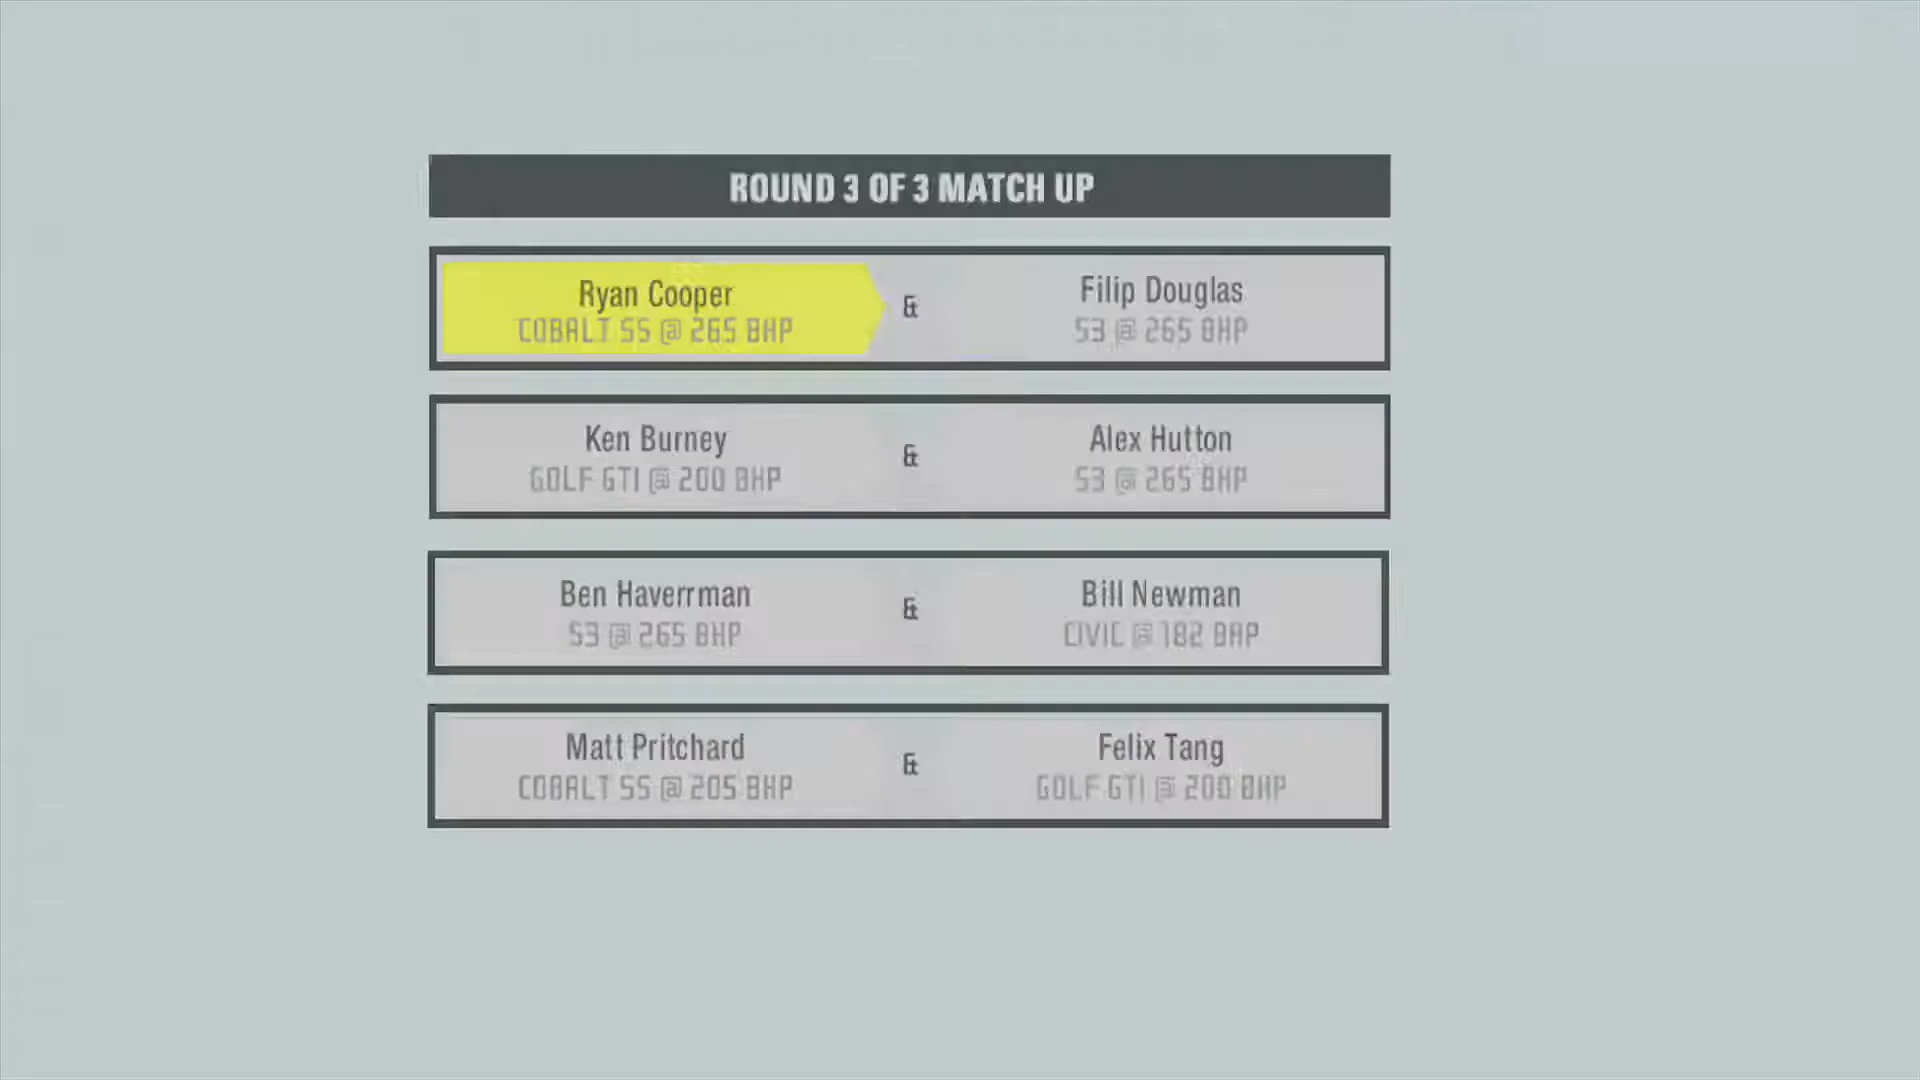 ROUND 3 OF 3 MATCH UP
Ryan Cooper & Filip Douglas
COBALT SS @ 265 BHP S3 @ 265 BHP
Ken Burney & Alex Hutton
GOLF GTI @ 200 BHP S3 @ 265 BHP
Ben Haverrman & Bill Newman
S3 @ 265 BHP CIVIC @ 182 BHP
Matt Pritchard & Felix Tang
COBALT SS @ 205 BHP GOLF GTI @ 200 BHP